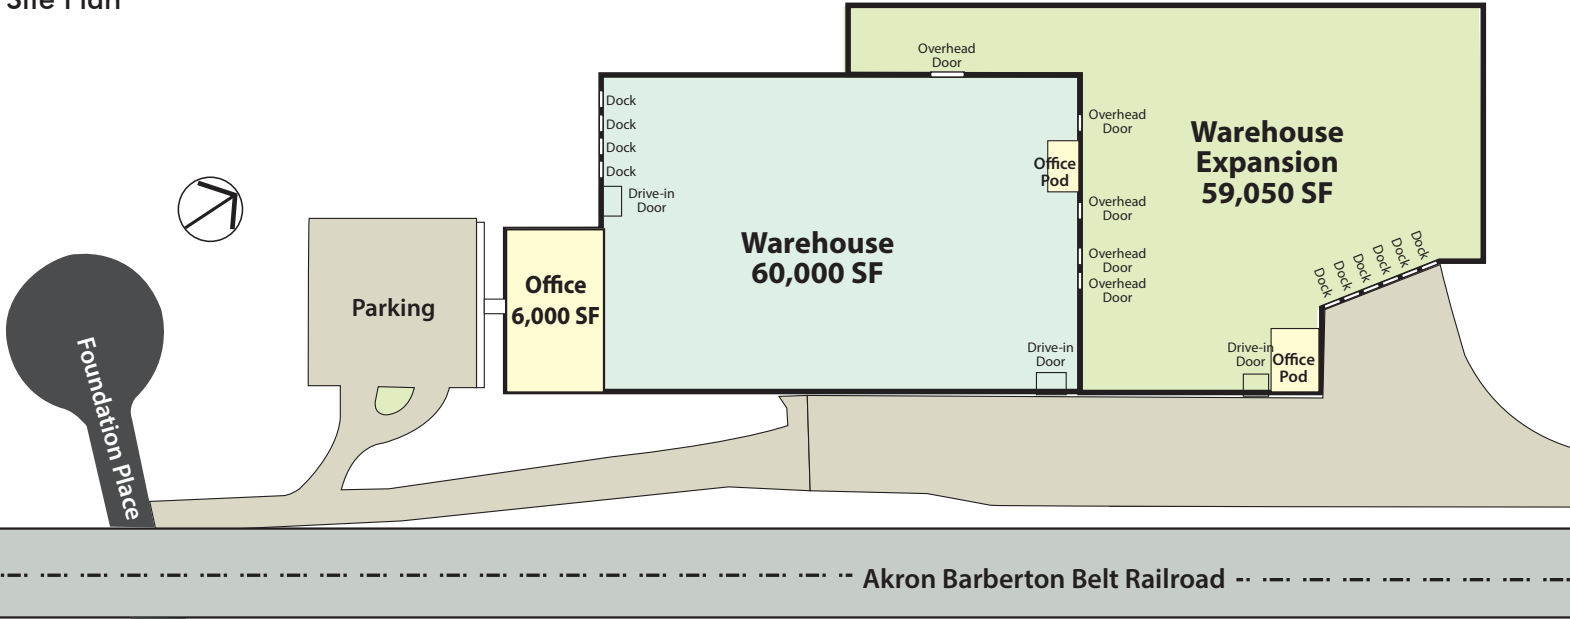 Site Plan
Overhead
Door
Dock
Dock
Dock
Dock
Drive-in
Door
Overhead
Door
Office
Pod
Warehouse
Expansion
59,050 SF
Overhead
Door
Warehouse
60,000 SF
Overhead
Door
Overhead
Door
Dock
Dock
Dock
Dock
Dock
Dock
Office
6,000 SF
Parking
Drive-in
Door
Drive-in
Door
Office
Pod
Foundation Place
Akron Barberton Belt Railroad